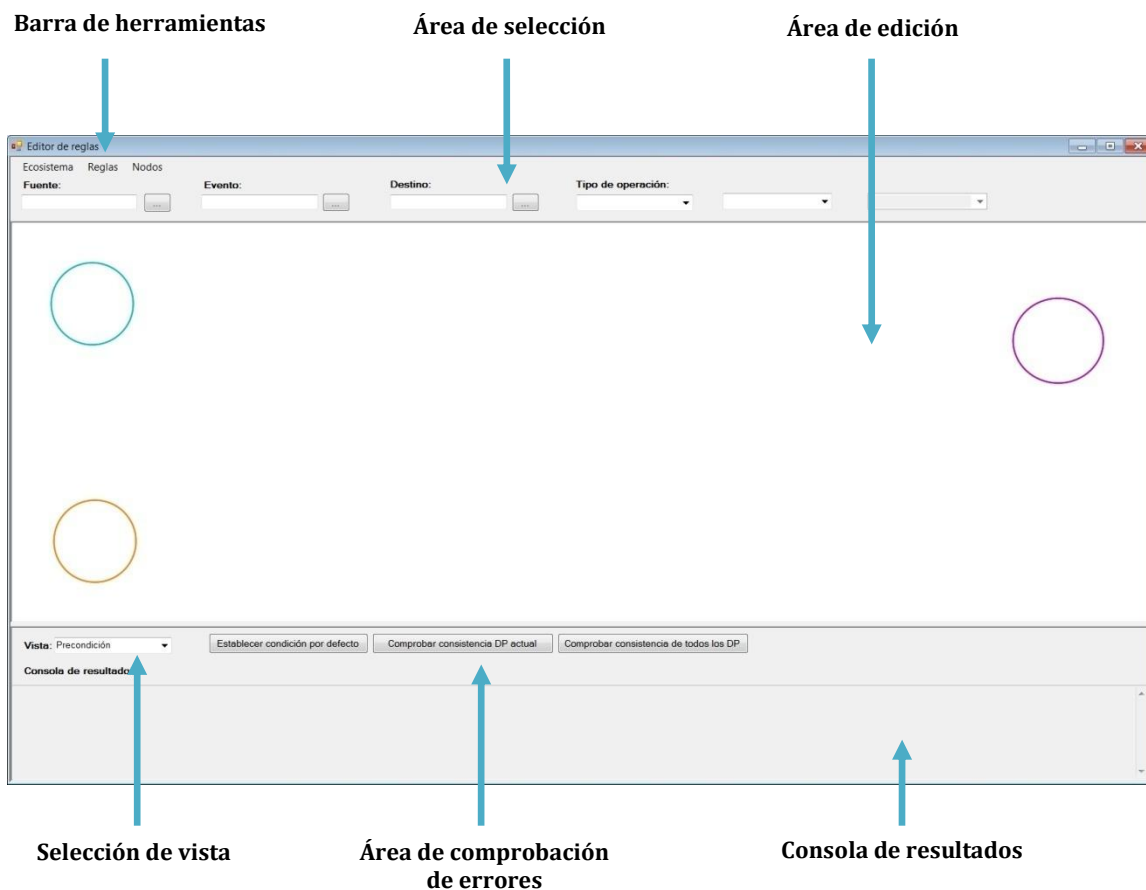 Barra de herramientas
Área de selección
Área de edición
Editor de reglas
Ecosistema Reglas Nodos
Fuente:
Evento:
Destino:
Tipo de operación:
...
...
...
Vista: Precondición
Establecer condición por defecto
Comprobar consistencia DP actual
Comprobar consistencia de todos los DP
Consola de resultado
Selección de vista
Área de comprobación
de errores
Consola de resultados